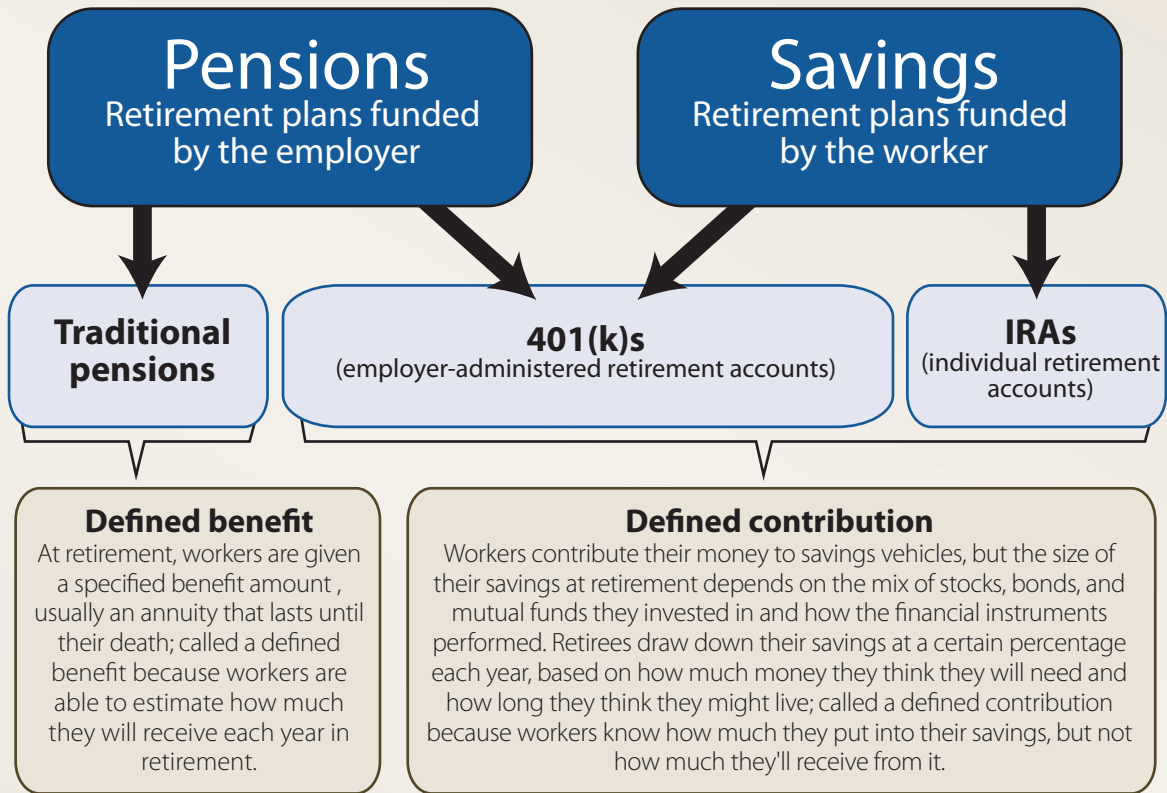 Pensions
Retirement plans funded
by the employer
Savings
Retirement plans funded
by the worker
Traditional
pensions
401(k)s
(employer-administered retirement accounts)
IRAs
(individual retirement
accounts)
Defined benefit
At retirement, workers are given
a specified benefit amount ,
usually an annuity that lasts until
their death; called a defined
benefit because workers are
able to estimate how much
they will receive each year in
retirement.
Defined contribution
Workers contribute their money to savings vehicles, but the size of
their savings at retirement depends on the mix of stocks, bonds, and
mutual funds they invested in and how the financial instruments
performed. Retirees draw down their savings at a certain percentage
each year, based on how much money they think they will need and
how long they think they might live; called a defined contribution
because workers know how much they put into their savings, but not
how much they'll receive from it.